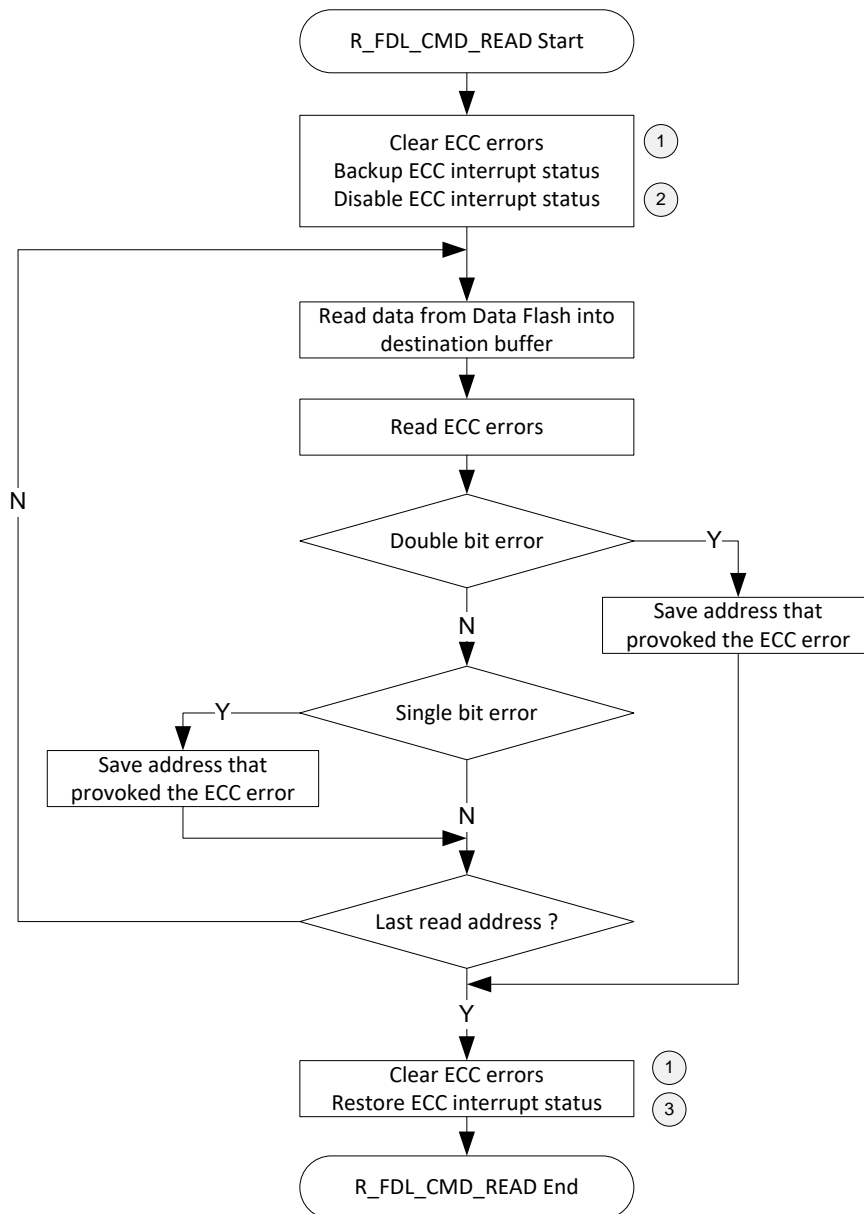 R_FDL_CMD_READ Start
Clear ECC errors
1
Backup ECC interrupt status
Disable ECC interrupt status
2
Read data from Data Flash into
destination buffer
Read ECC errors
N
Double bit error
Y
Save address that
provoked the ECC error
N
Y
Single bit error
Save address that
provoked the ECC error
N
Last read address ?
Y
Clear ECC errors
1
Restore ECC interrupt status
3
R_FDL_CMD_READ End